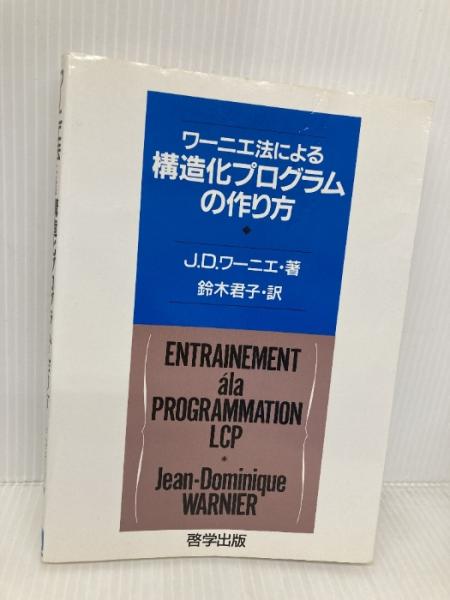 ワーニエ法による
構造化プログラム
の作り方
J.D.ワーニエ・著
鈴木君子・訳
ENTRAINEMENT
ála
PROGRAMMATION
LCP
Jean-Dominique
WARNIER
啓学出版